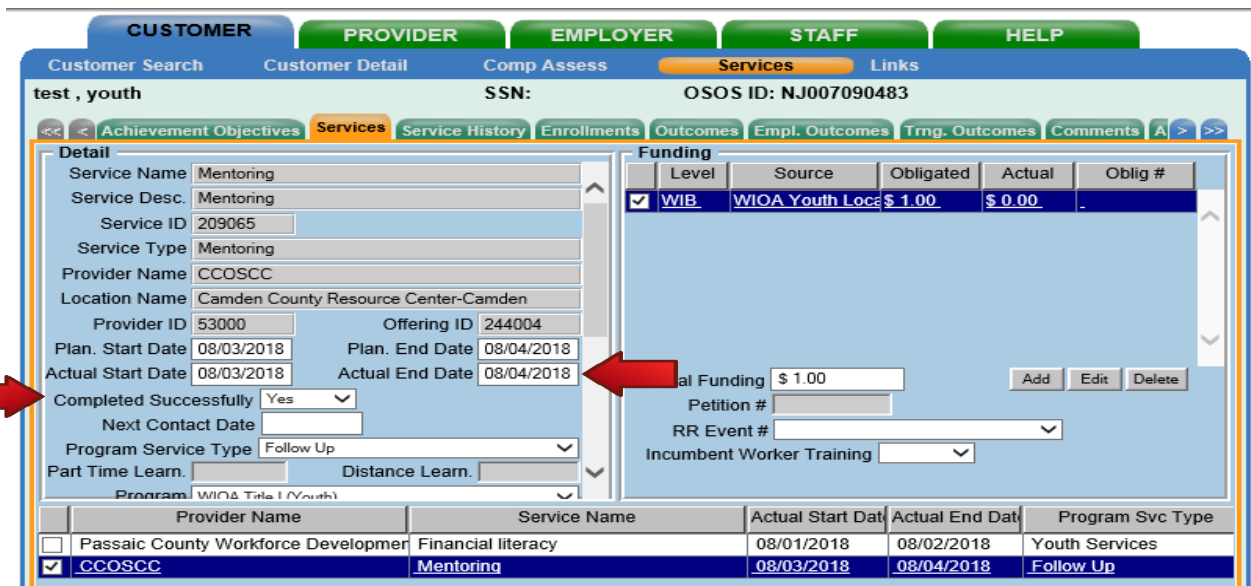 CUSTOMER PROVIDER EMPLOYER STAFF HELP
Customer Search Customer Detail Comp Assess Services Links
test , youth SSN: OSOS ID: NJ007090483
<< < Achievement Objectives Services Service History Enrollments Outcomes Empl. Outcomes Trng. Outcomes Comments A > >>
Detail
Service Name Mentoring
Service Desc. Mentoring
Service ID 209065
Service Type Mentoring
Provider Name CCOSCC
Location Name Camden County Resource Center-Camden
Provider ID 53000 Offering ID 244004
Plan. Start Date 08/03/2018 Plan. End Date 08/04/2018
Actual Start Date 08/03/2018 Actual End Date 08/04/2018
Completed Successfully Yes
Next Contact Date
Program Service Type Follow Up
Part Time Learn. Distance Learn.
Program WIOA Title I (Youth)
Funding
Level Source Obligated Actual Oblig #
WIB WIOA Youth Loca $ 1.00 $ 0.00
al Funding $ 1.00 Add Edit Delete
Petition #
RR Event #
Incumbent Worker Training
Provider Name Service Name Actual Start Dat Actual End Dat Program Svc Type
Passaic County Workforce Developmer Financial literacy 08/01/2018 08/02/2018 Youth Services
CCOSCC Mentoring 08/03/2018 08/04/2018 Follow Up